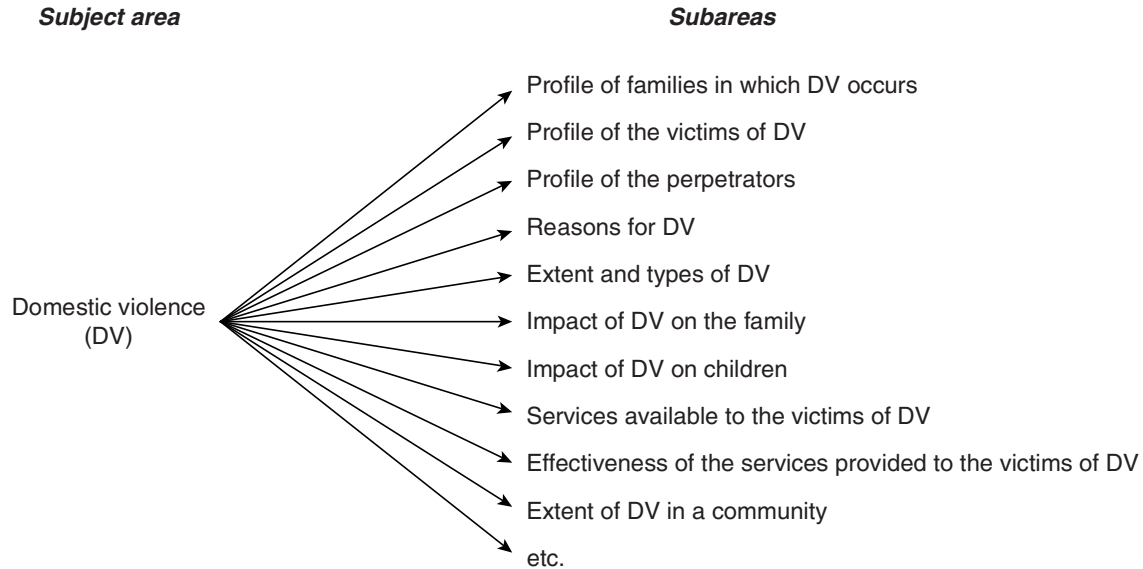 Subject area
Subareas
Profile of families in which DV occurs
Profile of the victims of DV
Profile of the perpetrators
Reasons for DV
Extent and types of DV
Domestic violence
(DV)
Impact of DV on the family
Impact of DV on children
Services available to the victims of DV
Effectiveness of the services provided to the victims of DV
Extent of DV in a community
etc.